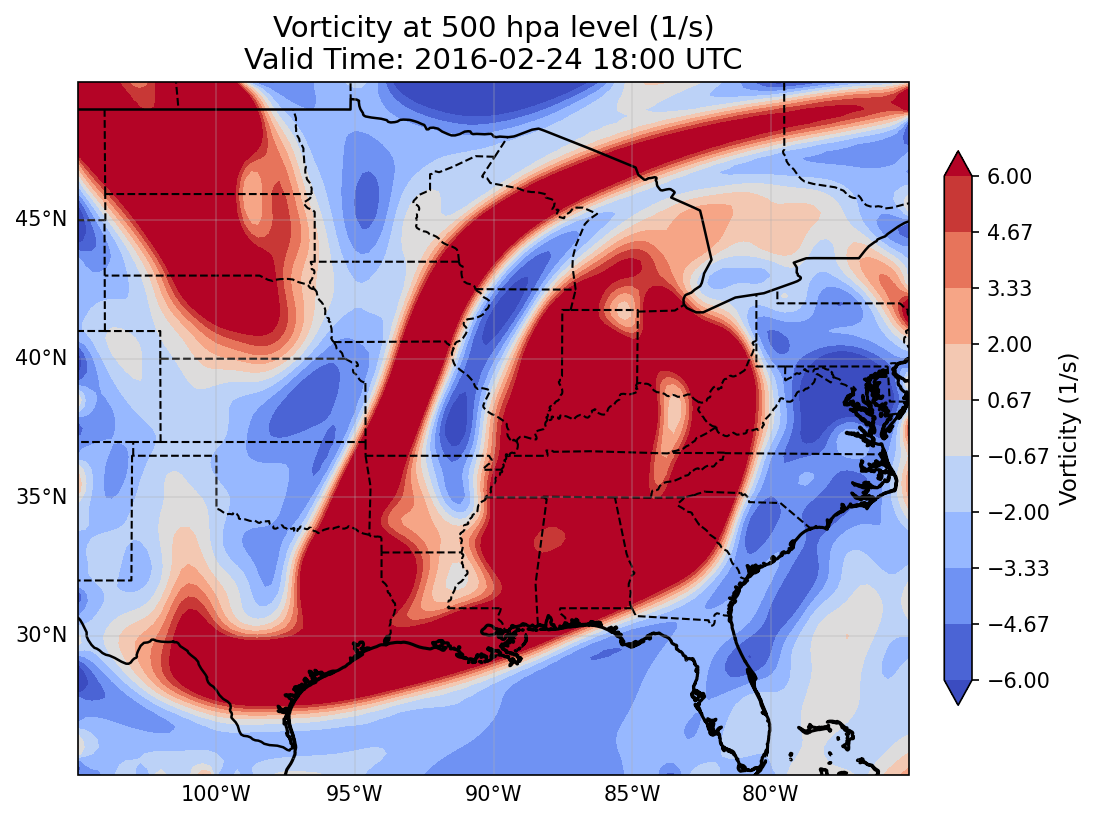 Vorticity at 500 hpa level (1/s)
Valid Time: 2016-02-24 18:00 UTC
45°N
40°N
35°N
30°N
100°W
95°W
90°W
85°W
80°W
6.00
4.67
3.33
2.00
0.67
−0.67
−2.00
−3.33
−4.67
−6.00
Vorticity (1/s)